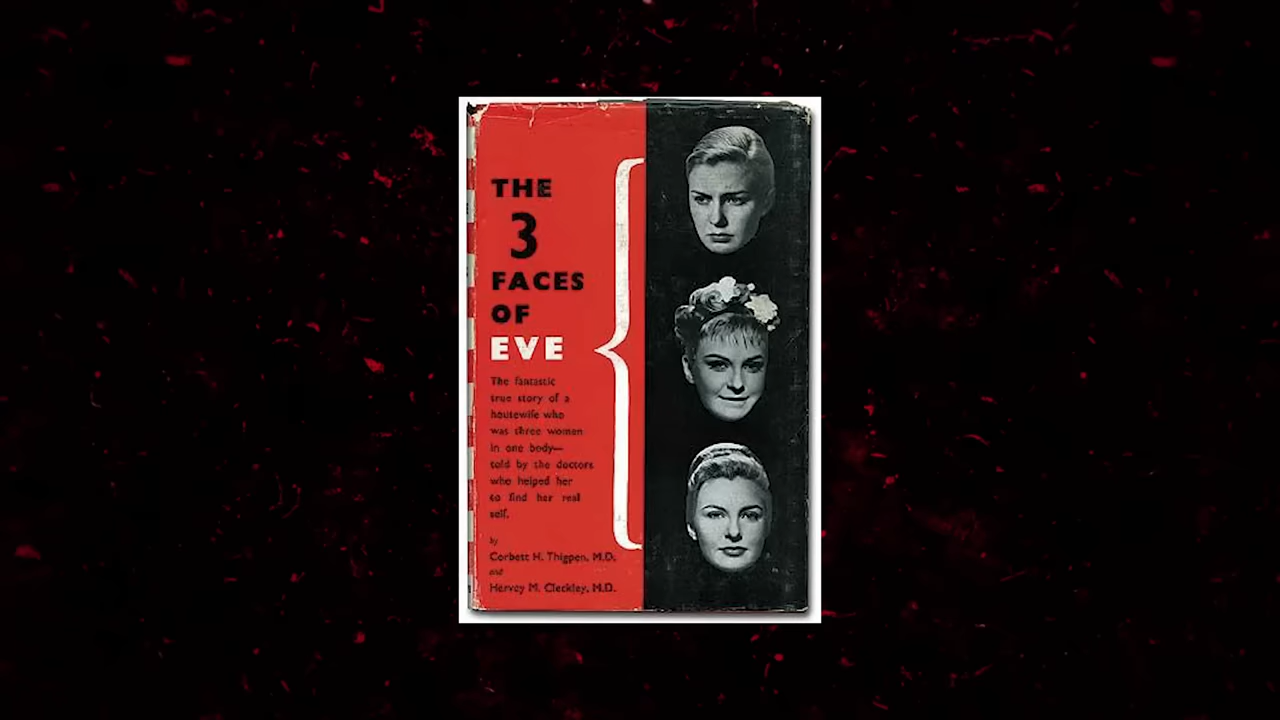 THE
3
FACES
OF
EVE
The fantastic
true story of a
housewife who
was three women
in one body—
told by the doctors
who helped her
to find her real
self.
by
Corbett H. Thigpen, M.D.
and
Hervey M. Cleckley, M.D.